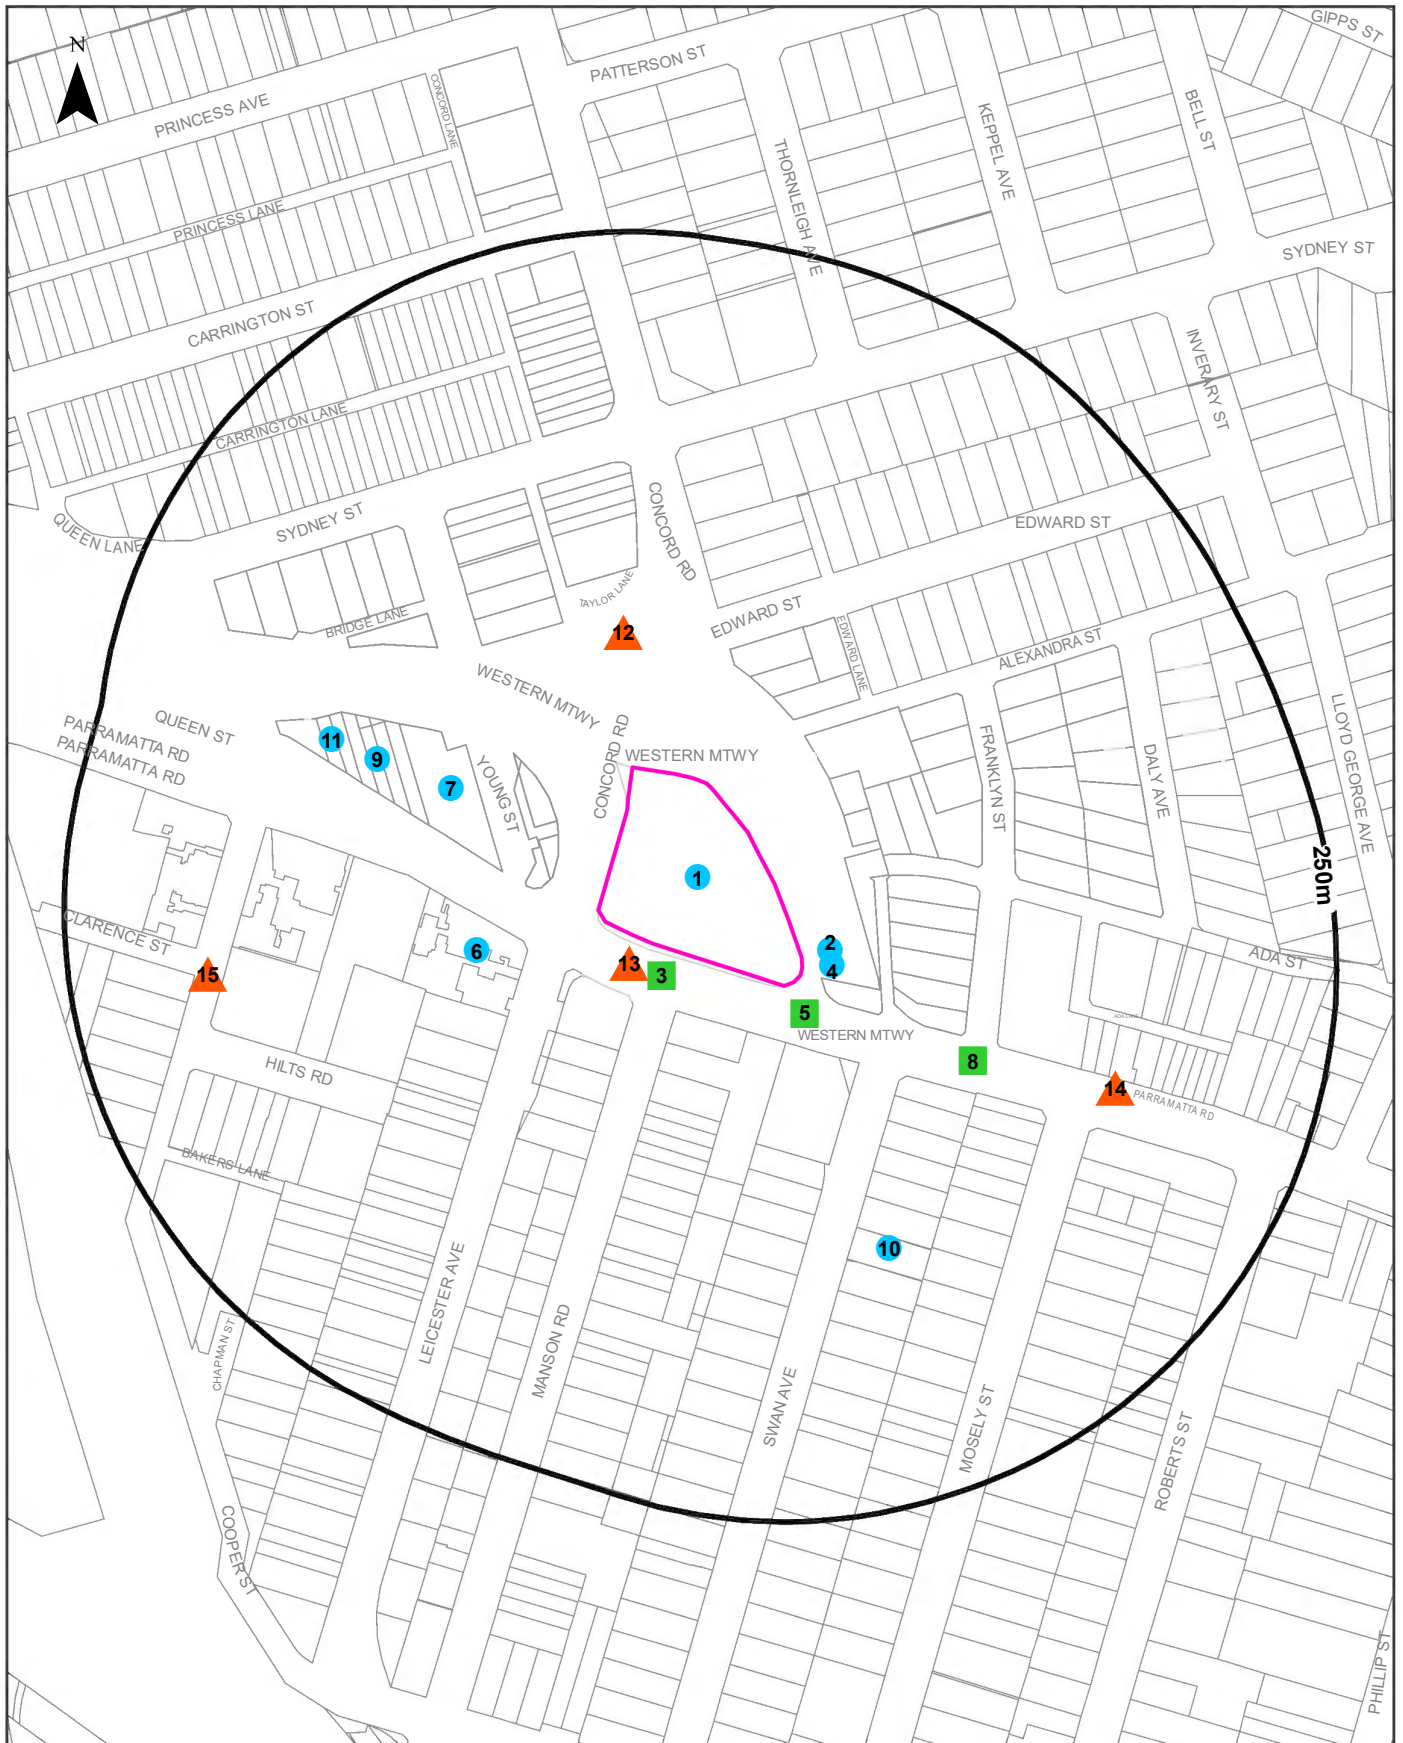 GIPPS ST
N
PATTERSON ST
PRINCESS AVE
CONCORD LANE
KEPPEL AVE
BELL ST
THORNLEIGH AVE
PRINCESS LANE
SYDNEY ST
CARRINGTON ST
INVERARY ST
CARRINGTON LANE
SYDNEY ST
QUEEN LANE
CONCORD RD
EDWARD ST
TAYLOR LANE
BRIDGE LANE
EDWARD ST
12
EDWARD LANE
ALEXANDRA ST
WESTERN MTWY
QUEEN ST
PARRAMATTA RD
PARRAMATTA RD
11
9
7
YOUNG ST
CONCORD RD
WESTERN MTWY
FRANKLYN ST
DALY AVE
LLOYD GEORGE AVE
250m
1
CLARENCE ST
6
2
4
ADA ST
15
13
3
5
ADA LANE
WESTERN MTWY
8
HILTS RD
14
PARRAMATTA RD
BAKERS LANE
10
CHAPMAN ST
LEICESTER AVE
MANSON RD
SWAN AVE
MOSELY ST
ROBERTS ST
COOPER ST
PHILLIP ST